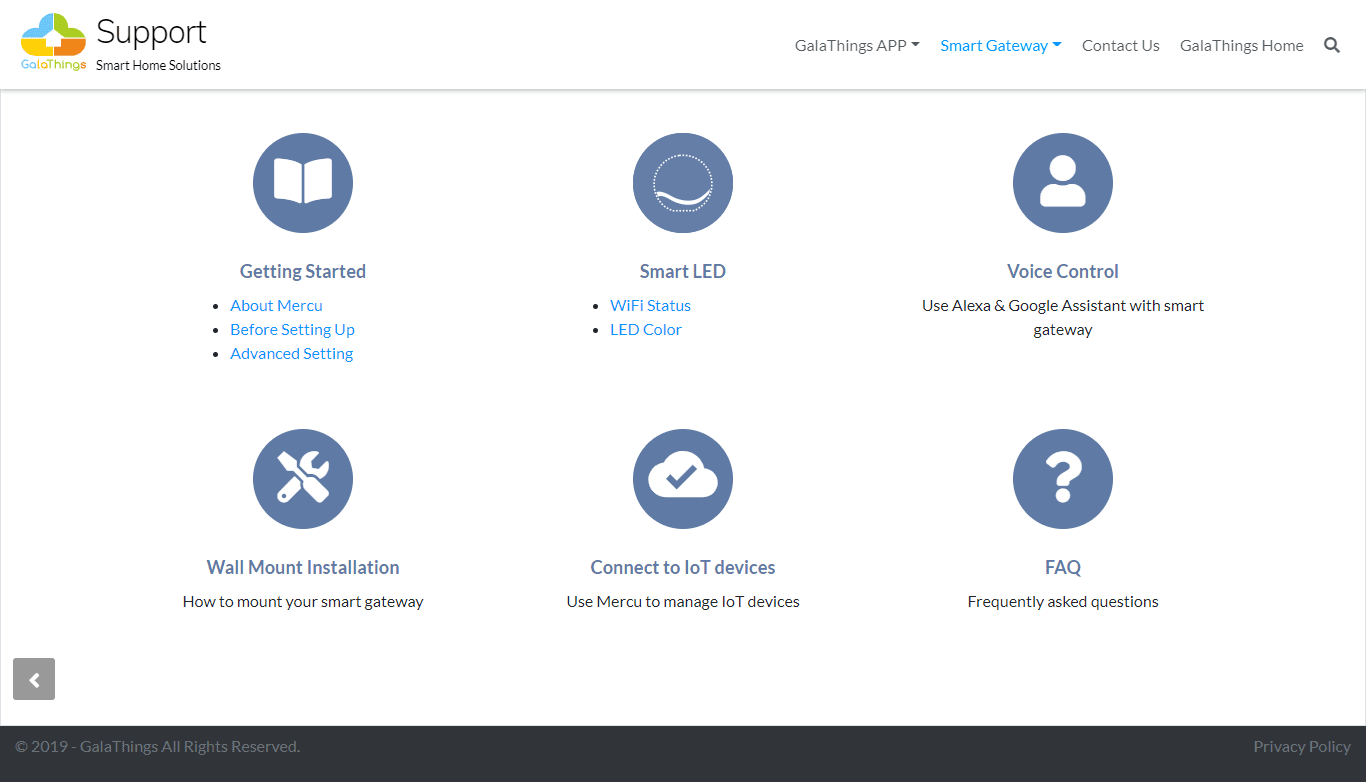 GalaThings
Support
Smart Home Solutions
GalaThings APP
Smart Gateway
Contact Us
GalaThings Home
Getting Started
About Mercu
Before Setting Up
Advanced Setting
Smart LED
WiFi Status
LED Color
Voice Control
Use Alexa & Google Assistant with smart
gateway
Wall Mount Installation
How to mount your smart gateway
Connect to IoT devices
Use Mercu to manage IoT devices
FAQ
Frequently asked questions
© 2019 - GalaThings All Rights Reserved.
Privacy Policy